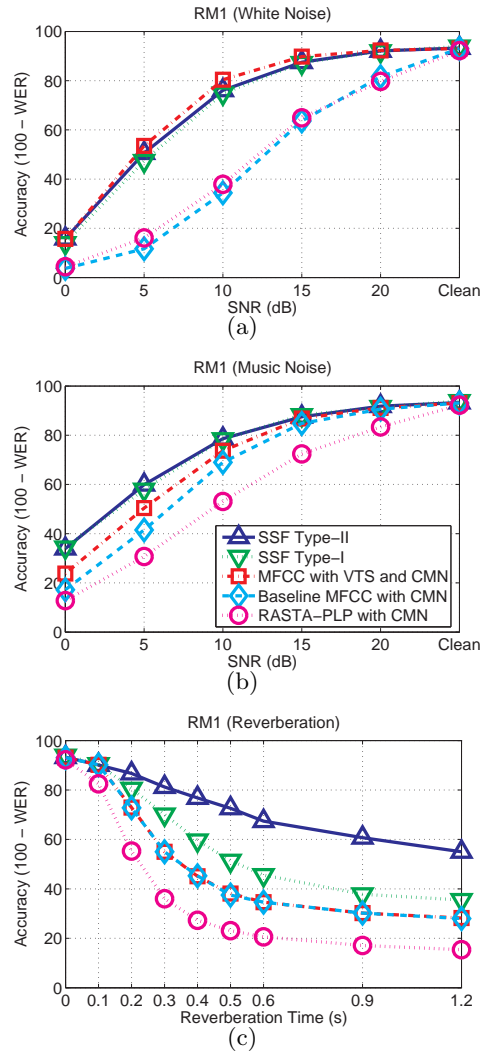 RM1 (White Noise)
100
80
60
40
20
0
Accuracy (100 – WER)
0 5 10 15 20 Clean
SNR (dB)
(a)
RM1 (Music Noise)
100
80
60
40
20
0
Accuracy (100 – WER)
SSF Type–II
SSF Type–I
MFCC with VTS and CMN
Baseline MFCC with CMN
RASTA–PLP with CMN
0 5 10 15 20 Clean
SNR (dB)
(b)
RM1 (Reverberation)
100
80
60
40
20
0
Accuracy (100 – WER)
0 0.1 0.2 0.3 0.4 0.5 0.6 0.9 1.2
Reverberation Time (s)
(c)